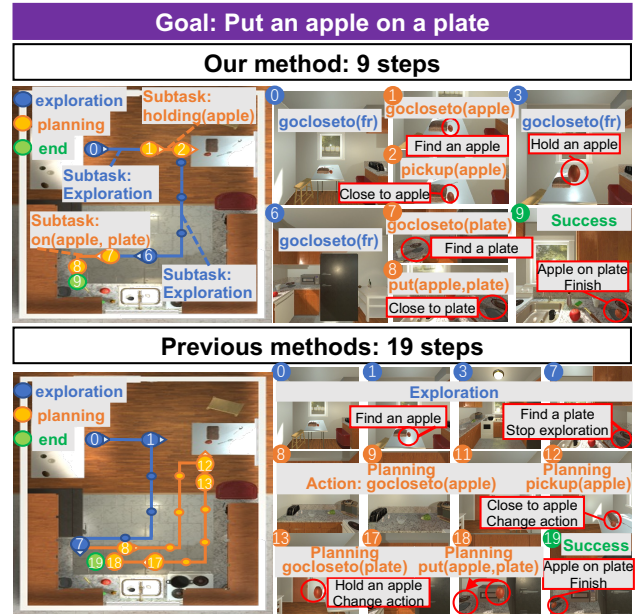 Goal: Put an apple on a plate
Our method: 9 steps
exploration
planning
end
Subtask:
holding(apple)
0
1
2
Subtask:
Exploration
Subtask:
on(apple, plate)
7
6
8
9
Subtask:
Exploration
0
gocloseto(fr)
1
gocloseto(apple)
Find an apple
2
pickup(apple)
Close to apple
3
gocloseto(fr)
Hold an apple
6
gocloseto(fr)
7
gocloseto(plate)
Find a plate
8
put(apple,plate)
Close to plate
9
Success
Apple on plate
Finish
Previous methods: 19 steps
exploration
planning
end
0
1
12
13
7
8
19
18
17
0
1
3
7
Exploration
Find an apple
Find a plate
Stop exploration
8
9
11
12
Planning
Action: gocloseto(apple)
Planning
pickup(apple)
Close to apple
Change action
13
17
18
19
Planning
gocloseto(plate)
Hold an apple
Change action
Planning
put(apple,plate)
Success
Apple on plate
Finish